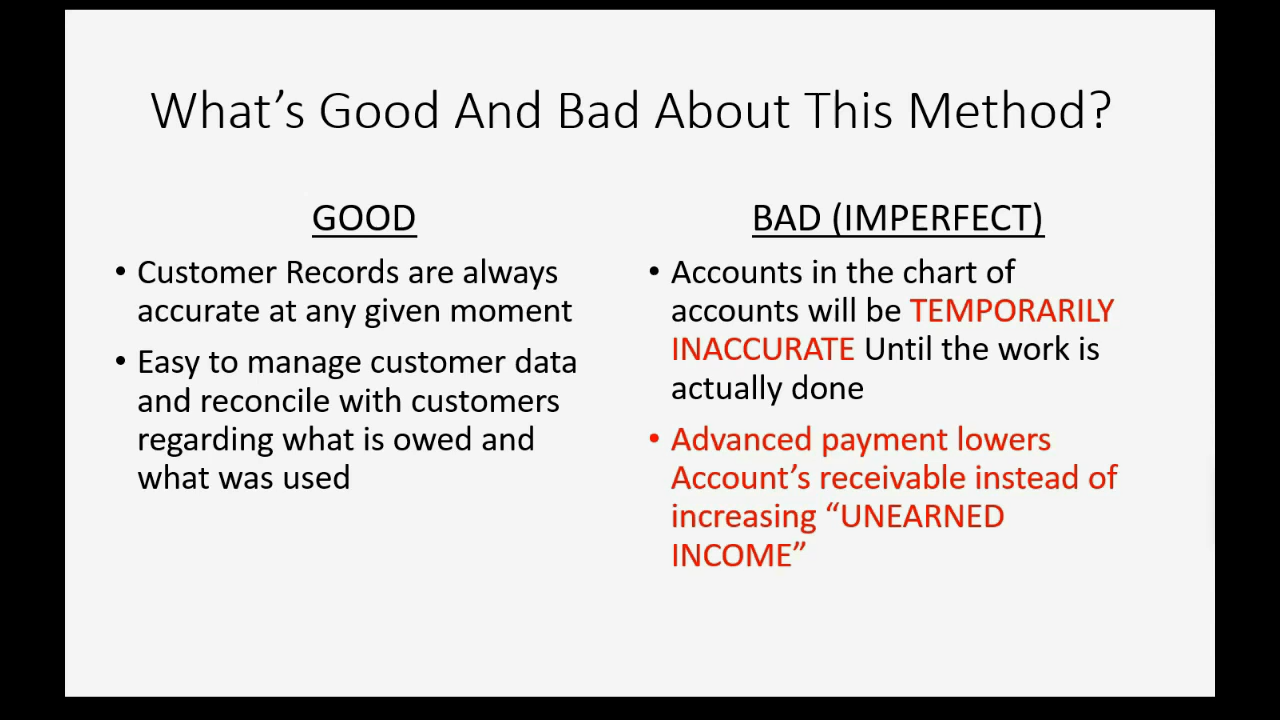 What’s Good And Bad About This Method?
GOOD
• Customer Records are always
accurate at any given moment
• Easy to manage customer data
and reconcile with customers
regarding what is owed and
what was used
BAD (IMPERFECT)
• Accounts in the chart of
accounts will be TEMPORARILY
INACCURATE Until the work is
actually done
• Advanced payment lowers
Account’s receivable instead of
increasing “UNEARNED
INCOME”